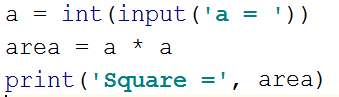 a = int(input('a = '))
area = a * a
print('Square =', area)